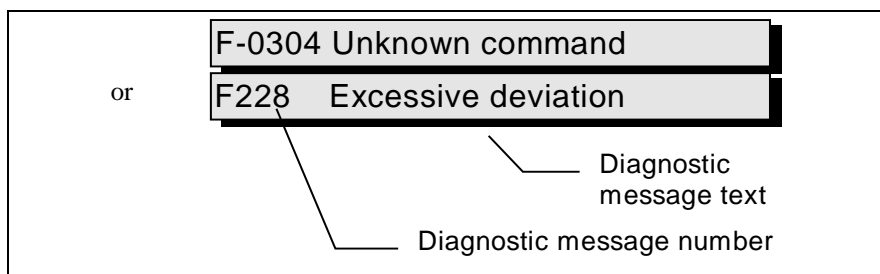 F-0304 Unknown command
or
F228 Excessive deviation
Diagnostic
message text
Diagnostic message number